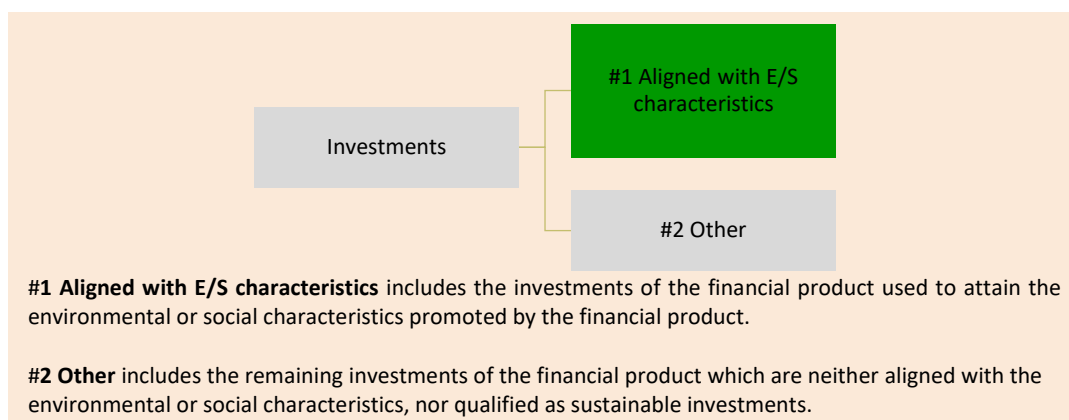 #1 Aligned with E/S
characteristics
Investments
#2 Other
#1 Aligned with E/S characteristics includes the investments of the financial product used to attain the
environmental or social characteristics promoted by the financial product.
#2 Other includes the remaining investments of the financial product which are neither aligned with the
environmental or social characteristics, nor qualified as sustainable investments.